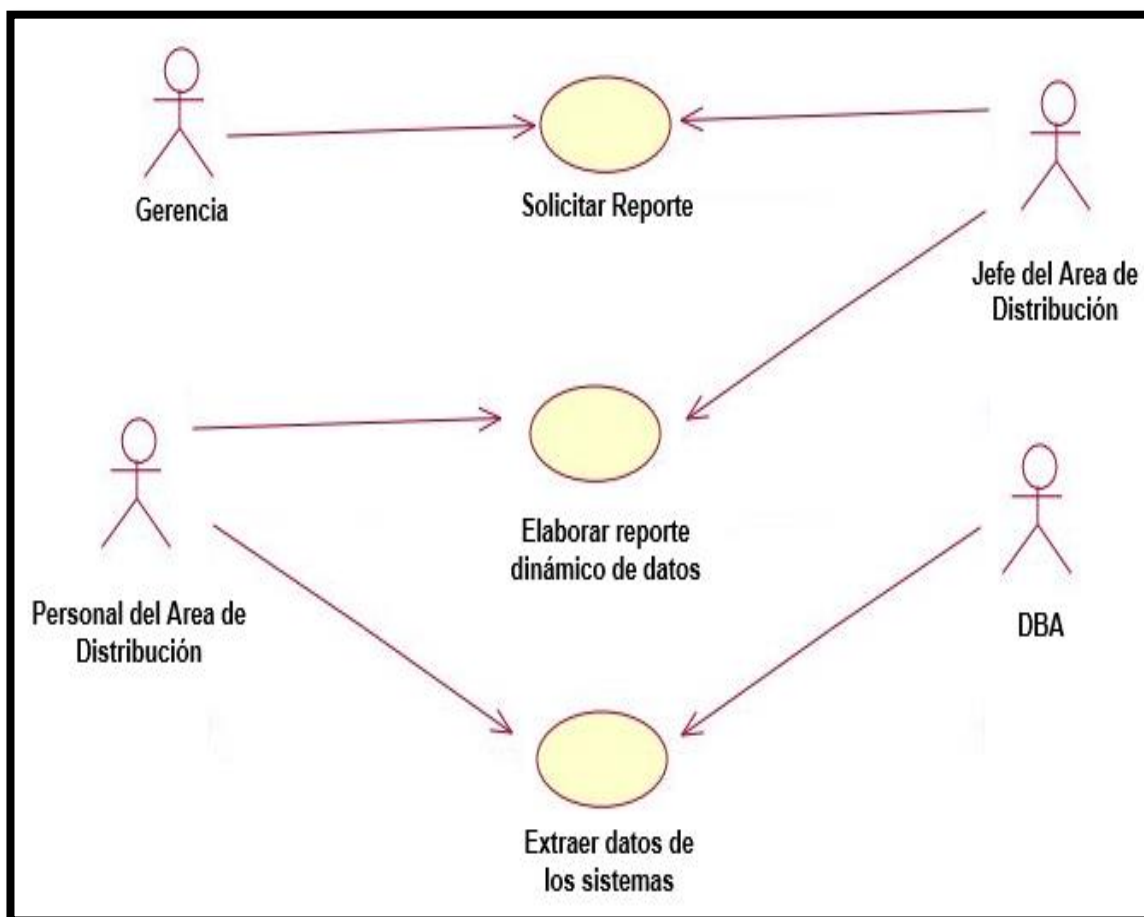 Gerencia
Solicitar Reporte
Jefe del Area de
Distribución
Elaborar reporte
dinámico de datos
Personal del Area de
Distribución
DBA
Extraer datos de
los sistemas